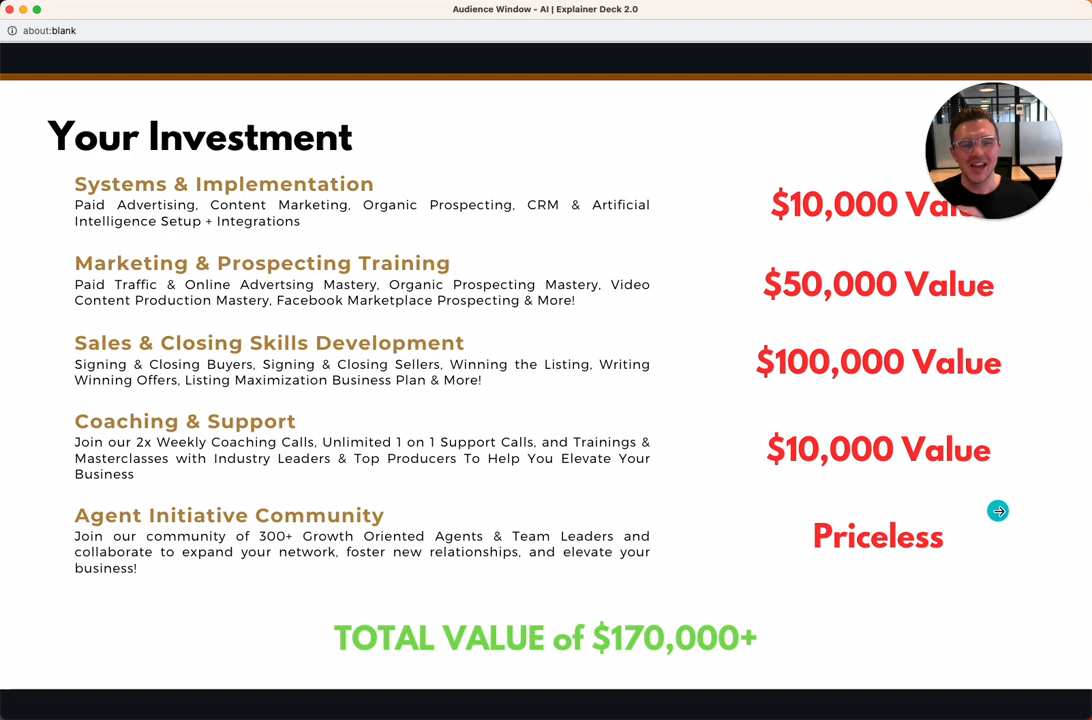 Audience Window - AI | Explainer Deck 2.0
about:blank
Your Investment
Systems & Implementation
Paid Advertising, Content Marketing, Organic Prospecting, CRM & Artificial
Intelligence Setup + Integrations
$10,000 Val
Marketing & Prospecting Training
Paid Traffic & Online Advertsing Mastery, Organic Prospecting Mastery, Video
Content Production Mastery, Facebook Marketplace Prospecting & More!
$50,000 Value
Sales & Closing Skills Development
Signing & Closing Buyers, Signing & Closing Sellers, Winning the Listing, Writing
Winning Offers, Listing Maximization Business Plan & More!
$100,000 Value
Coaching & Support
Join our 2x Weekly Coaching Calls, Unlimited 1 on 1 Support Calls, and Trainings &
Masterclasses with Industry Leaders & Top Producers To Help You Elevate Your
Business
$10,000 Value
Agent Initiative Community
Join our community of 300+ Growth Oriented Agents & Team Leaders and
collaborate to expand your network, foster new relationships, and elevate your
business!
Priceless
TOTAL VALUE of $170,000+